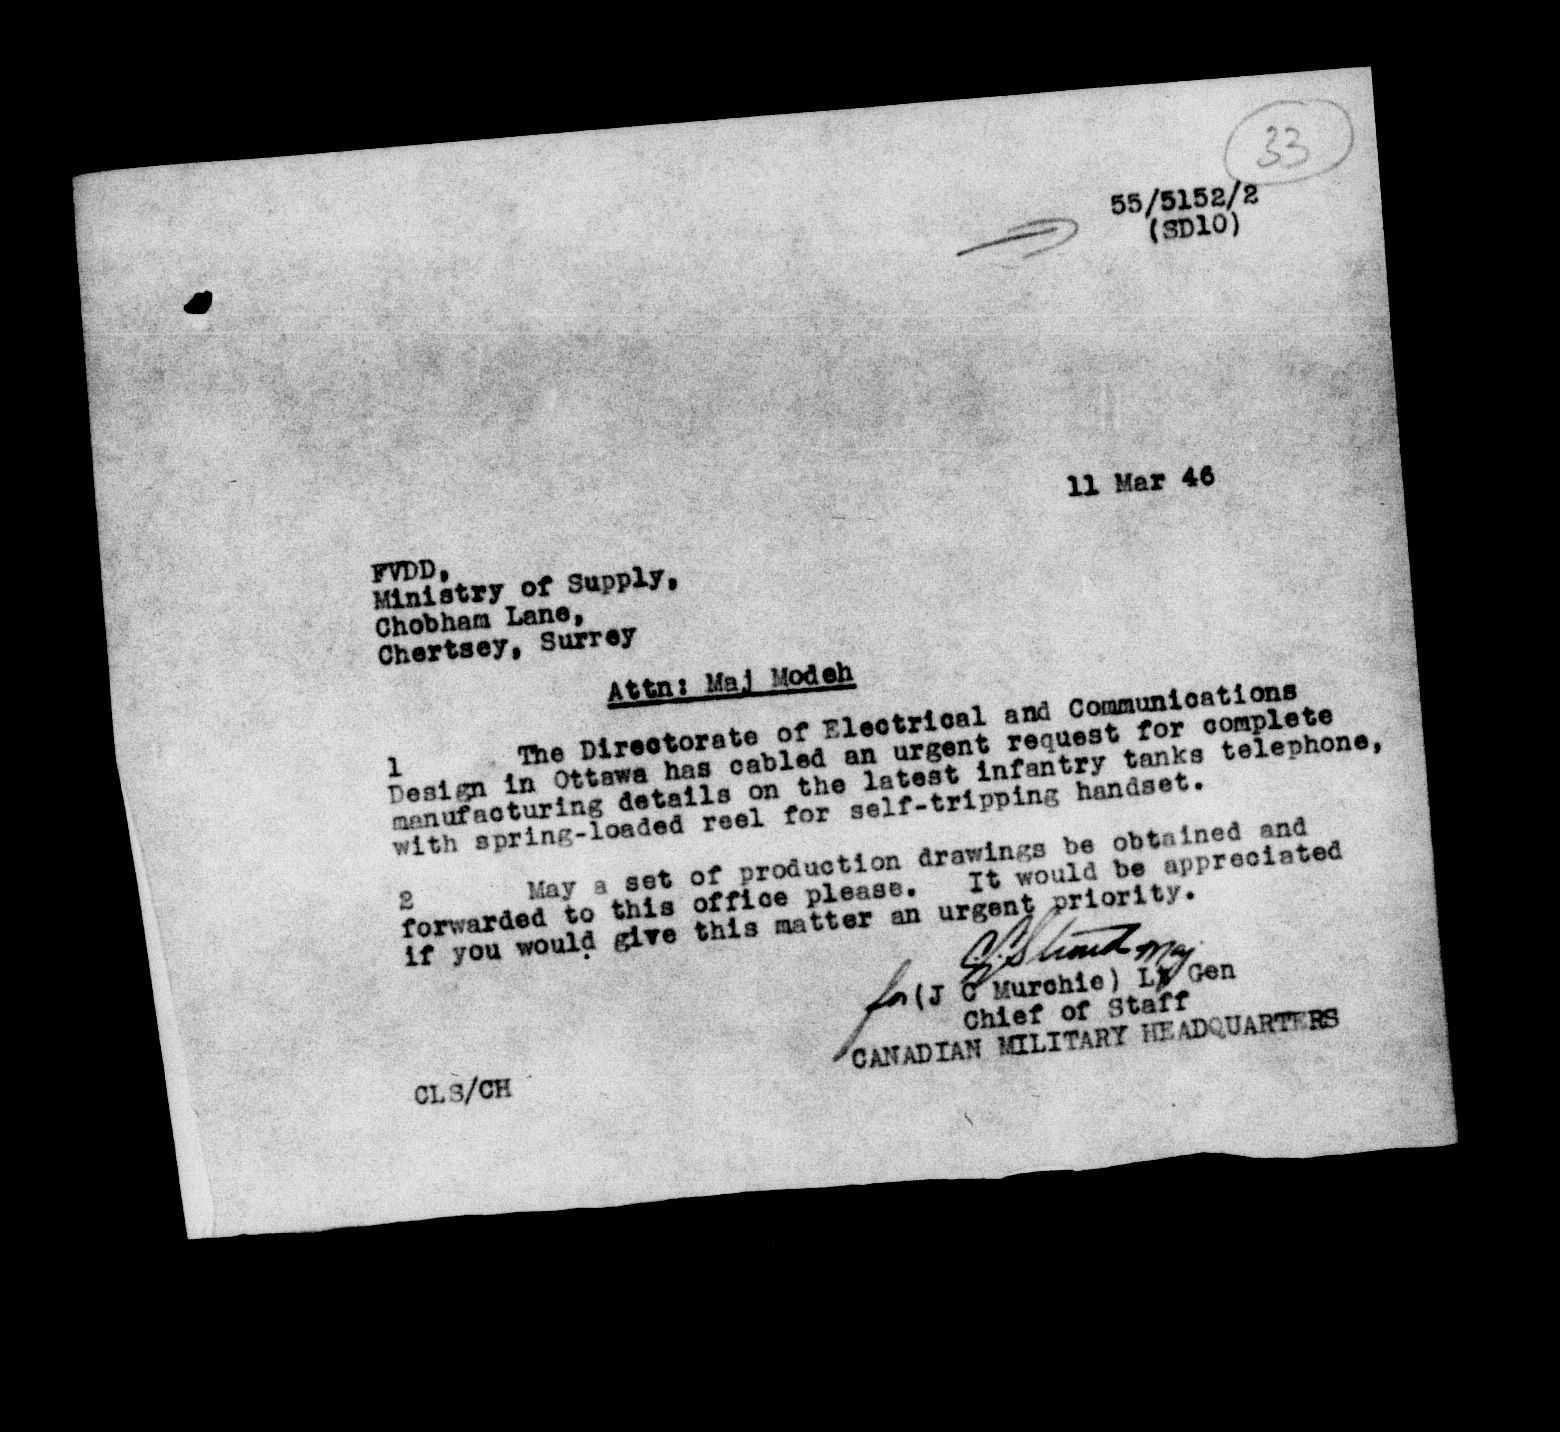 33
55/5152/2
(SD10)
11 Mar 46
FVDD,
Ministry of Supply,
Chobham Lane,
Chertsey, Surrey
Attn: Maj Modeh
1 The Directorate of Electrical and Communications
Design in Ottawa has cabled an urgent request for complete
manufacturing details on the latest infantry tanks telephone,
with spring-loaded reel for self-tripping handset.
2 May a set of production drawings be obtained and
forwarded to this office please. It would be appreciated
if you would give this matter an urgent priority.
Maj
for (J C Murchie) Lt Gen
Chief of Staff
CANADIAN MILITARY HEADQUARTERS
CLS/CH